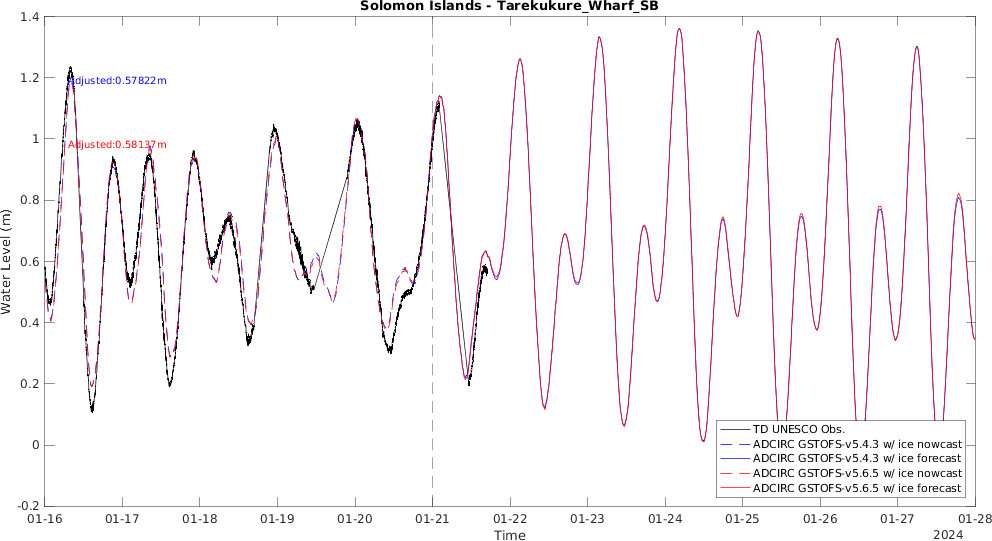 Solomon Islands - Tarekukure_Wharf_SB
1.4
1.2
1
0.8
0.6
0.4
0.2
0
-0.2
Water Level (m)
Adjusted:0.57822m
Adjusted:0.58137m
TD UNESCO Obs.
ADCIRC GSTOFS-v5.4.3 w/ ice nowcast
ADCIRC GSTOFS-v5.4.3 w/ ice forecast
ADCIRC GSTOFS-v5.6.5 w/ ice nowcast
ADCIRC GSTOFS-v5.6.5 w/ ice forecast
01-16 01-17 01-18 01-19 01-20 01-21 01-22 01-23 01-24 01-25 01-26 01-27 01-28
Time
2024